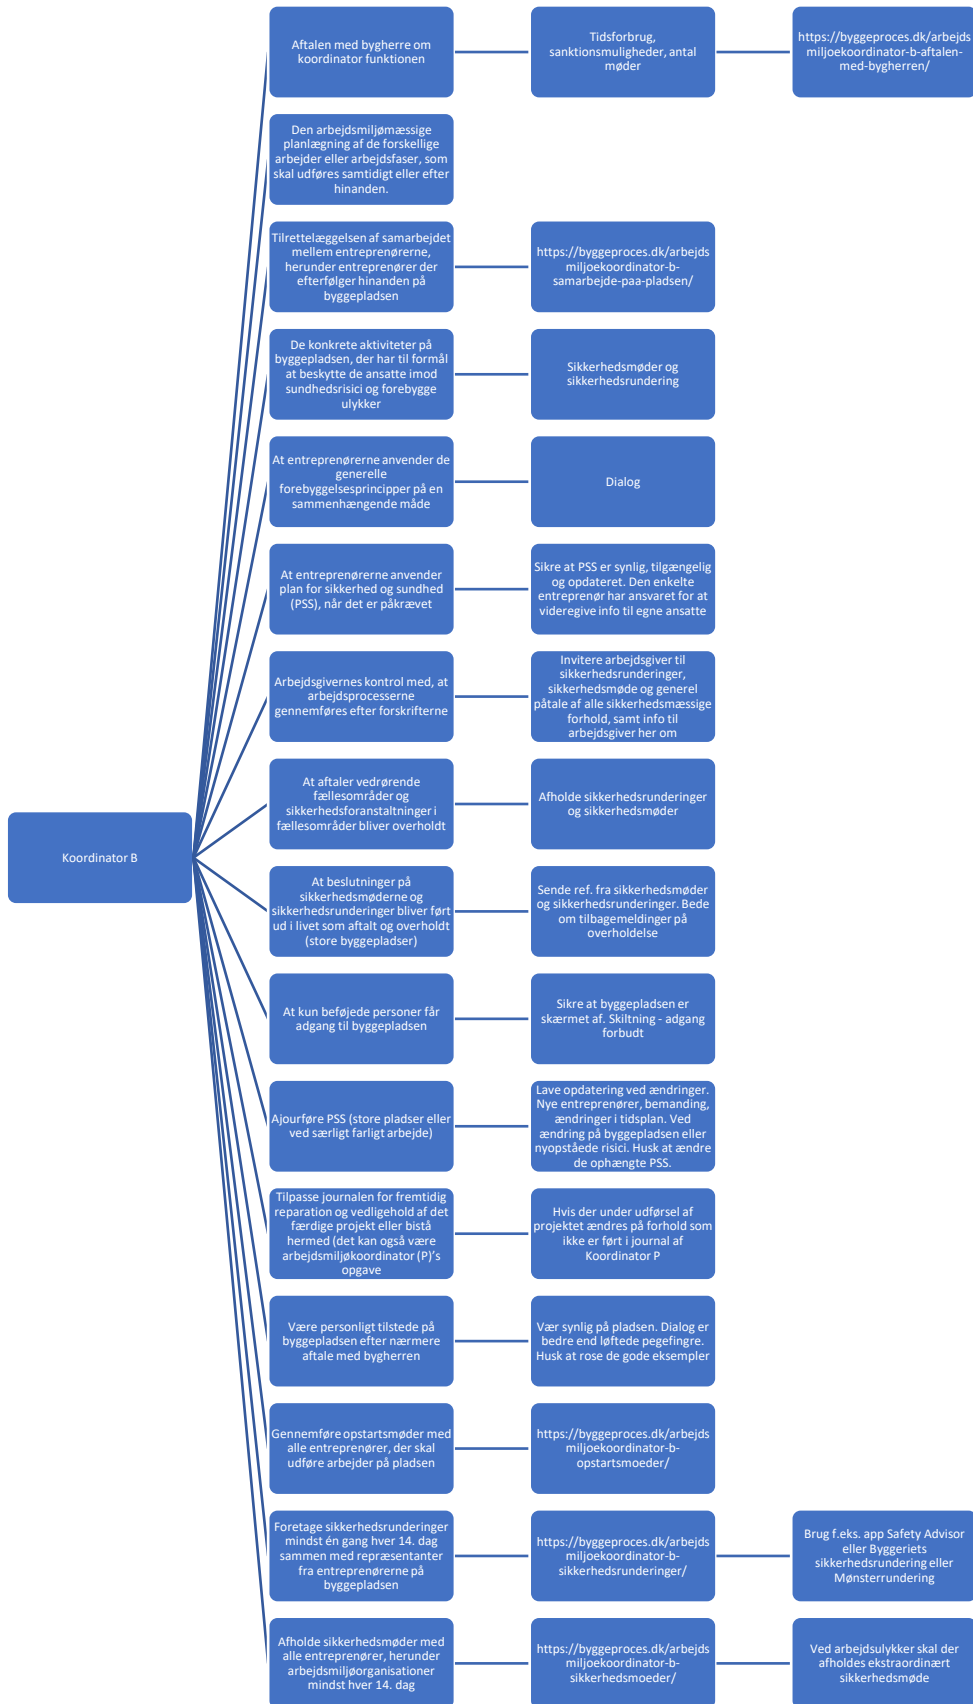 Aftalen med bygherre om
koordinator funktionen
Tidsforbrug,
sanktionsmuligheder, antal
møder
https://byggeproces.dk/arbejds
miljoekoordinator-b-aftalen-
med-bygherren/
Den arbejdsmiljømæssige
planlægning af de forskellige
arbejder eller arbejdsfaser, som
skal udføres samtidigt eller efter
hinanden.
Tilrettelæggelsen af samarbejdet
mellem entreprenørerne,
herunder entreprenører der
efterfølger hinanden på
byggepladsen
https://byggeproces.dk/arbejds
miljoekoordinator-b-
samarbejde-paa-pladsen/
De konkrete aktiviteter på
byggepladsen, der har til formål
at beskytte de ansatte imod
sundhedsrisici og forebygge
ulykker
Sikkerhedsmøder og
sikkerhedsrundering
At entreprenørerne anvender de
generelle
forebyggelsesprincipper på en
sammenhængende måde
Dialog
At entreprenørerne anvender
plan for sikkerhed og sundhed
(PSS), når det er påkrævet
Sikre at PSS er synlig, tilgængelig
og opdateret. Den enkelte
entreprenør har ansvaret for at
videregive info til egne ansatte
Arbejdsgivernes kontrol med, at
arbejdsprocesserne
gennemføres efter forskrifterne
Invitere arbejdsgiver til
sikkerhedsrunderinger,
sikkerhedsmøde og generel
påtale af alle sikkerhedsmæssige
forhold, samt info til
arbejdsgiver her om
At aftaler vedrørende
fællesområder og
sikkerhedsforanstaltninger i
fællesområder bliver overholdt
Afholde sikkerhedsrunderinger
og sikkerhedsmøder
Koordinator B
At beslutninger på
sikkerhedsmøderne og
sikkerhedsrunderinger bliver ført
ud i livet som aftalt og overholdt
(store byggepladser)
Sende ref. fra sikkerhedsmøder
og sikkerhedsrunderinger. Bede
om tilbagemeldinger på
overholdelse
At kun beføjede personer får
adgang til byggepladsen
Sikre at byggepladsen er
skærmet af. Skiltning - adgang
forbudt
Ajourføre PSS (store pladser eller
ved særligt farligt arbejde)
Lave opdatering ved ændringer.
Nye entreprenører, bemanding,
ændringer i tidsplan. Ved
ændring på byggepladsen eller
nyopståede risici. Husk at ændre
de ophængte PSS.
Tilpasse journalen for fremtidig
reparation og vedligehold af det
færdige projekt eller bistå
hermed (det kan også være
arbejdsmiljøkoordinator (P)’s
opgave
Hvis der under udførsel af
projektet ændres på forhold som
ikke er ført i journal af
Koordinator P
Være personligt tilstede på
byggepladsen efter nærmere
aftale med bygherren
Vær synlig på pladsen. Dialog er
bedre end løftede pegefingre.
Husk at rose de gode eksempler
Gennemføre opstartsmøder med
alle entreprenører, der skal
udføre arbejder på pladsen
https://byggeproces.dk/arbejds
miljoekoordinator-b-
opstartsmoeder/
Foretage sikkerhedsrunderinger
mindst én gang hver 14. dag
sammen med repræsentanter
fra entreprenørerne på
byggepladsen
https://byggeproces.dk/arbejds
miljoekoordinator-b-
sikkerhedsrunderinger/
Brug f.eks. app Safety Advisor
eller Byggeriets
sikkerhedsrundering eller
Mønsterrundering
Afholde sikkerhedsmøder med
alle entreprenører, herunder
arbejdsmiljøorganisationer
mindst hver 14. dag
https://byggeproces.dk/arbejds
miljoekoordinator-b-
sikkerhedsmoeder/
Ved arbejdsulykker skal der
afholdes ekstraordinært
sikkerhedsmøde